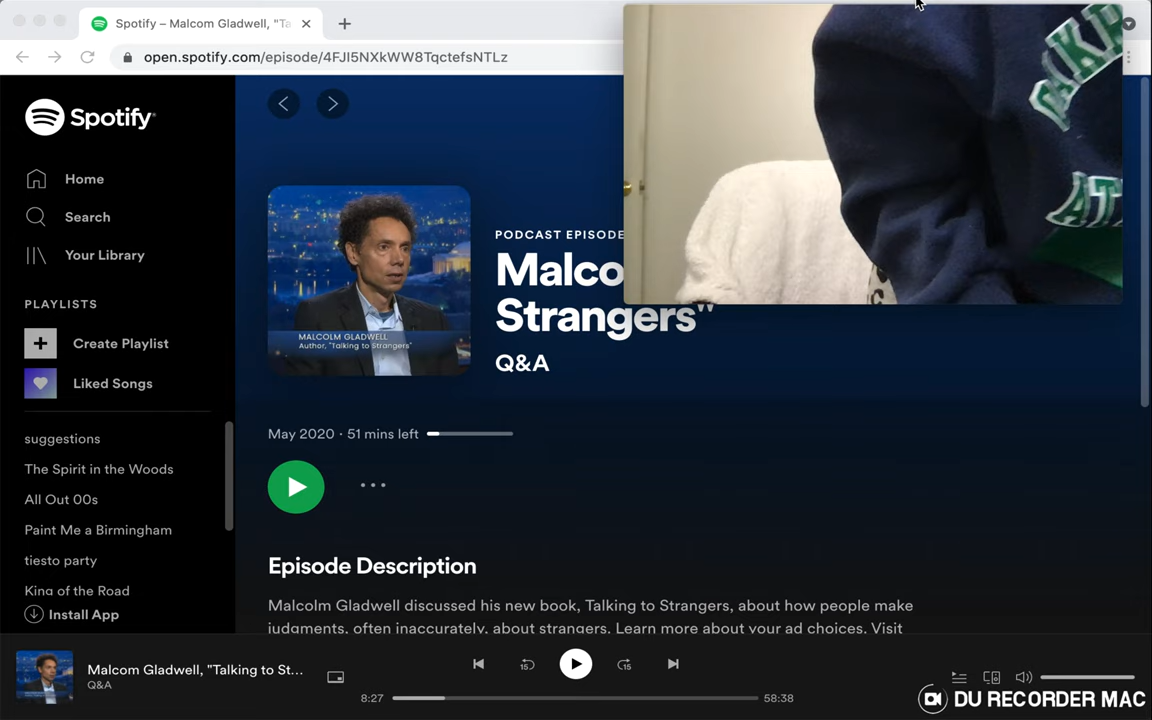 Spotify – Malcom Gladwell, "Ta
open.spotify.com/episode/4FJI5NXkWW8TqctefsNTLz
Spotify
Home
Search
Your Library
PLAYLISTS
Create Playlist
Liked Songs
suggestions
The Spirit in the Woods
All Out 00s
Paint Me a Birmingham
tiesto party
King of the Road
Install App
MALCOLM GLADWELL
Author, "Talking to Strangers"
PODCAST EPISODE
Malco
Strangers"
Q&A
May 2020 · 51 mins left
Episode Description
Malcolm Gladwell discussed his new book, Talking to Strangers, about how people make
judgments, often inaccurately, about strangers. Learn more about your ad choices. Visit
Malcom Gladwell, "Talking to St...
Q&A
15
15
8:27
58:38
DU RECORDER MAC